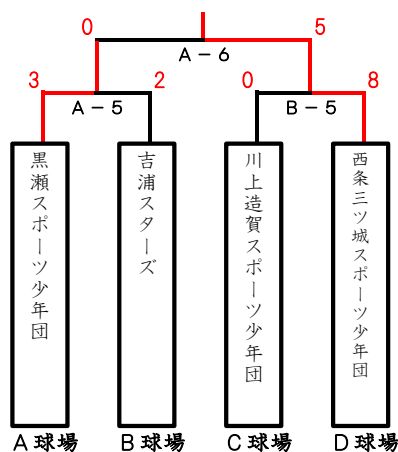 0 5
A-6
3 2 0 8
A-5 B-5
黒瀬スポーツ少年団
吉浦スターズ
川上造賀スポーツ少年団
西条三ツ城スポーツ少年団
A球場 B球場 C球場 D球場